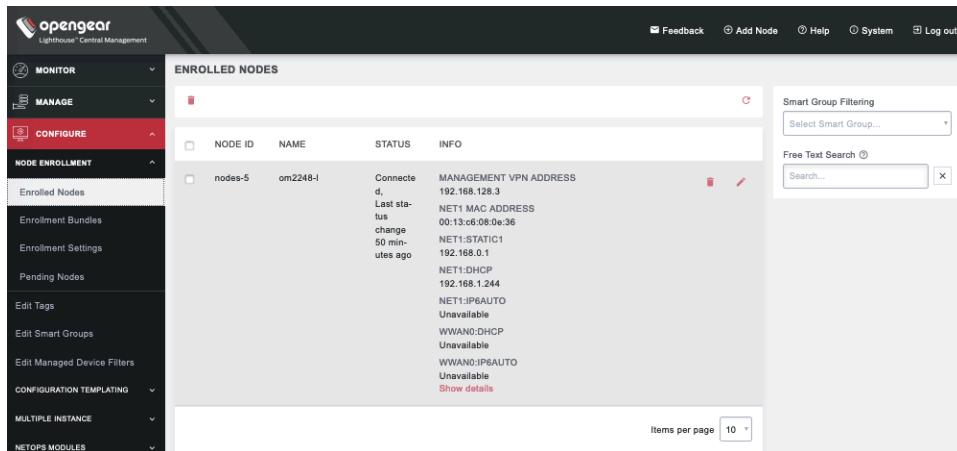 opengear
Lighthouse™ Central Management
Feedback
Add Node
Help
System
Log out
MONITOR
MANAGE
CONFIGURE
NODE ENROLLMENT
Enrolled Nodes
Enrollment Bundles
Enrollment Settings
Pending Nodes
Edit Tags
Edit Smart Groups
Edit Managed Device Filters
CONFIGURATION TEMPLATING
MULTIPLE INSTANCE
NETOPS MODULES
ENROLLED NODES
NODE ID
NAME
STATUS
INFO
nodes-5
om2248-l
Connecte
d,
Last sta-
tus
change
50 min-
utes ago
MANAGEMENT VPN ADDRESS
192.168.128.3
NET1 MAC ADDRESS
00:13:c6:08:0e:36
NET1:STATIC1
192.168.0.1
NET1:DHCP
192.168.1.244
NET1:IP6AUTO
Unavailable
WWAN0:DHCP
Unavailable
WWAN0:IP6AUTO
Unavailable
Show details
Items per page
10
Smart Group Filtering
Select Smart Group...
Free Text Search
Search...